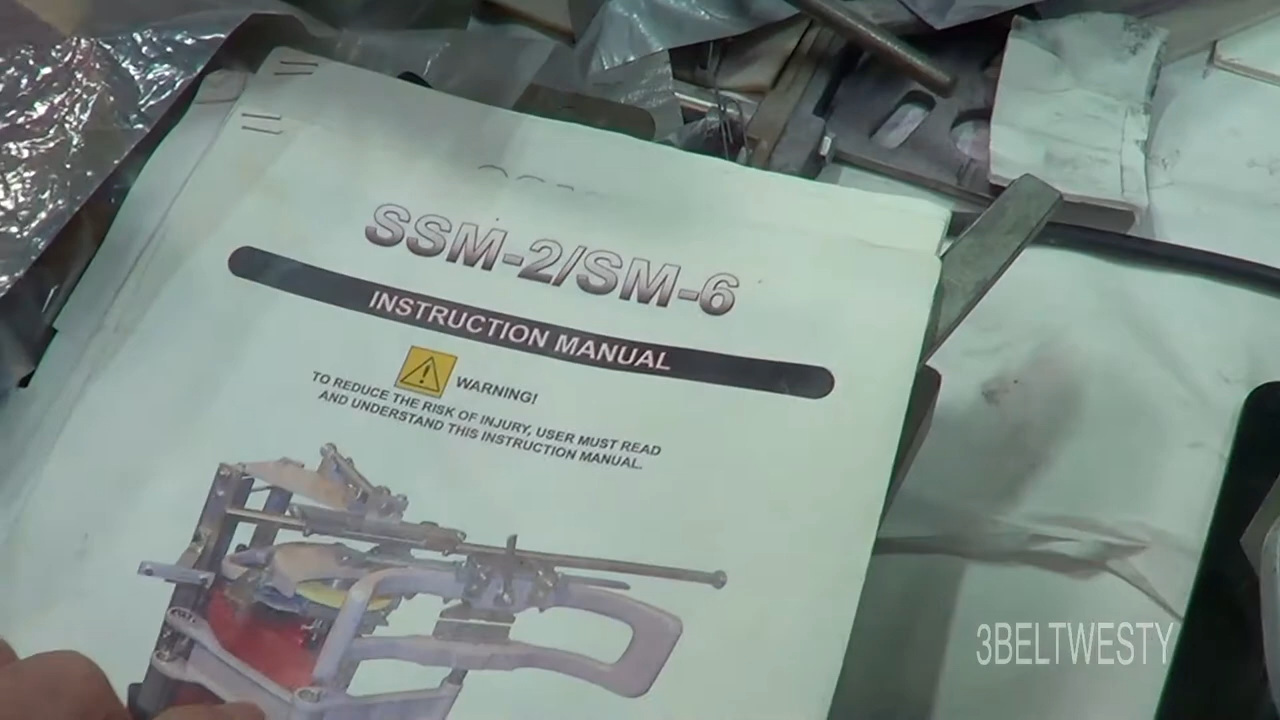 SSM-2/SM-6
INSTRUCTION MANUAL
WARNING!
TO REDUCE THE RISK OF INJURY, USER MUST READ
AND UNDERSTAND THIS INSTRUCTION MANUAL.
3BELTWESTY